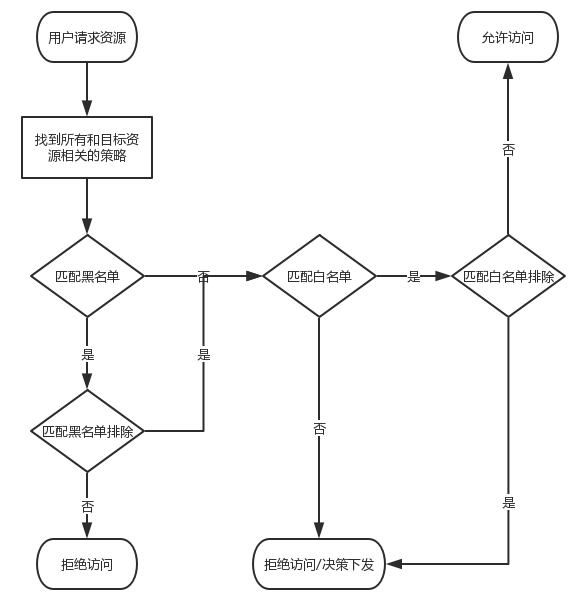 用户请求资源
允许访问
找到所有和目标资
源相关的策略
否
匹配黑名单
否
匹配白名单
是
匹配白名单排除
是
是
匹配黑名单排除
否
是
否
拒绝访问
拒绝访问/决策下发